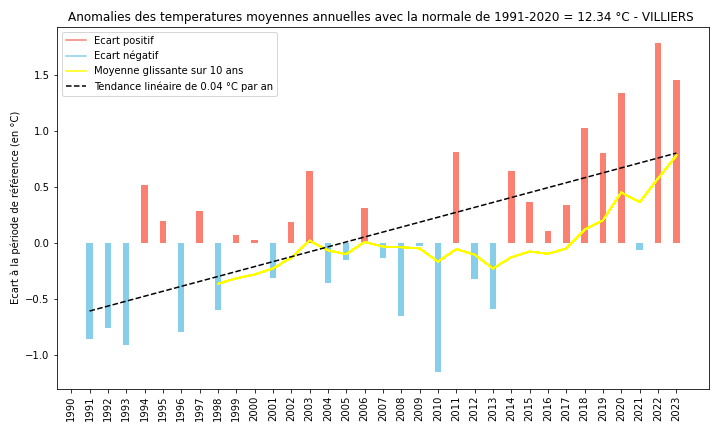 Anomalies des temperatures moyennes annuelles avec la normale de 1991-2020 = 12.34 °C - VILLIERS
Ecart positif
Ecart négatif
Moyenne glissante sur 10 ans
Tendance linéaire de 0.04 °C par an
Ecart à la période de référence (en °C)
1.5
1.0
0.5
0.0
−0.5
−1.0
1990 1991 1992 1993 1994 1995 1996 1997 1998 1999 2000 2001 2002 2003 2004 2005 2006 2007 2008 2009 2010 2011 2012 2013 2014 2015 2016 2017 2018 2019 2020 2021 2022 2023